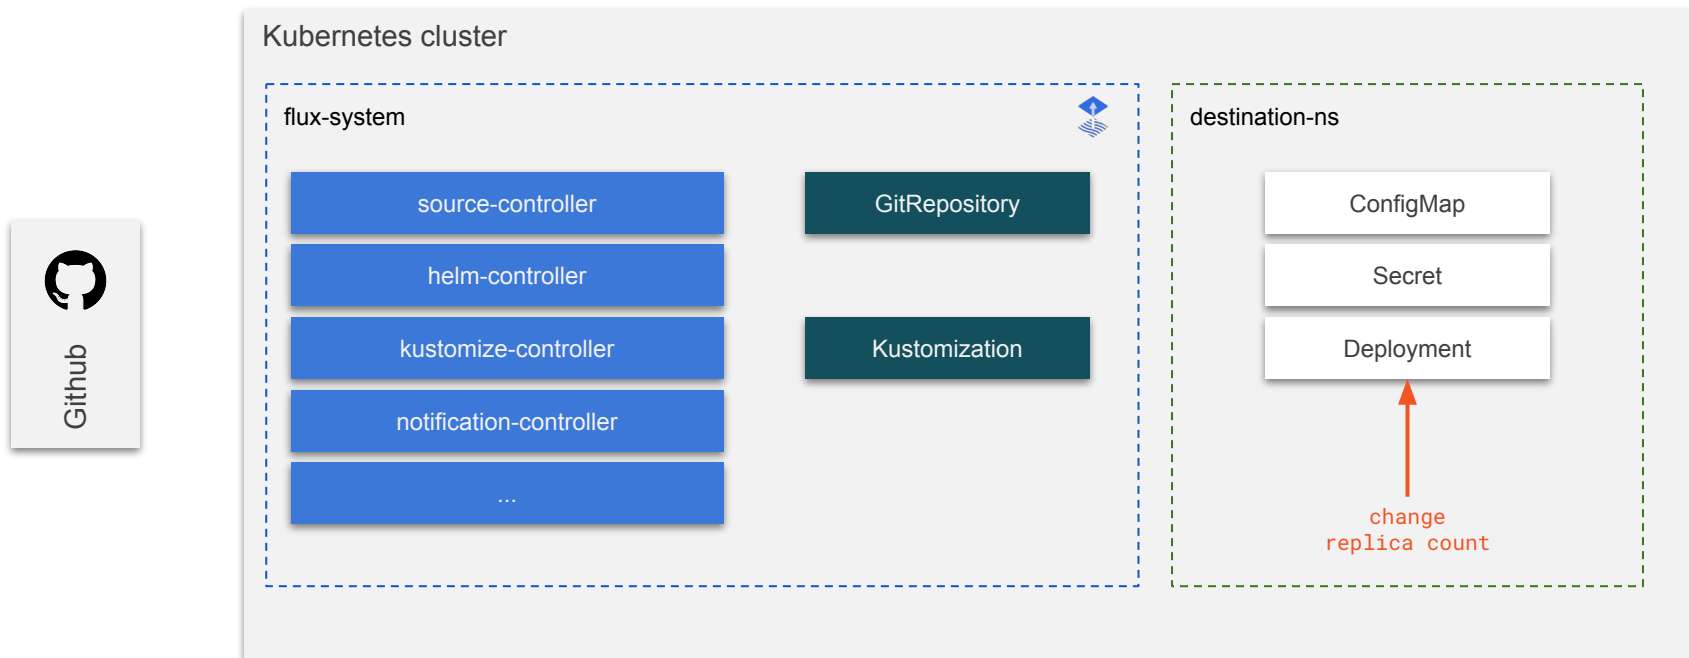 Kubernetes cluster
flux-system
destination-ns
source-controller
GitRepository
ConfigMap
helm-controller
Secret
kustomize-controller
Kustomization
Deployment
notification-controller
...
change
replica count
Github